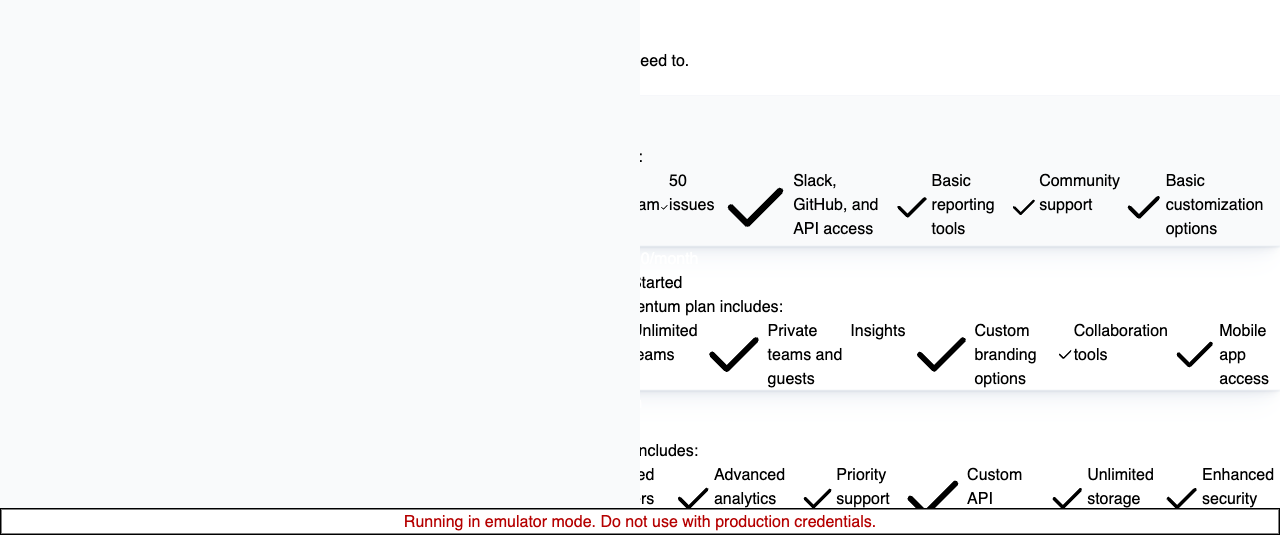 eed to.
:
50
Slack,
Basic
Community
Basic
am
issues
GitHub, and
reporting
support
customization
API access
tools
options
0/month
Started
entum plan includes:
Unlimited
Private
Insights
Custom
Collaboration
Mobile
eams
teams and
branding
tools
app
guests
options
access
ncludes:
ed
Advanced
Priority
Custom
Unlimited
Enhanced
rs
analytics
support
API
storage
security
Running in emulator mode. Do not use with production credentials.